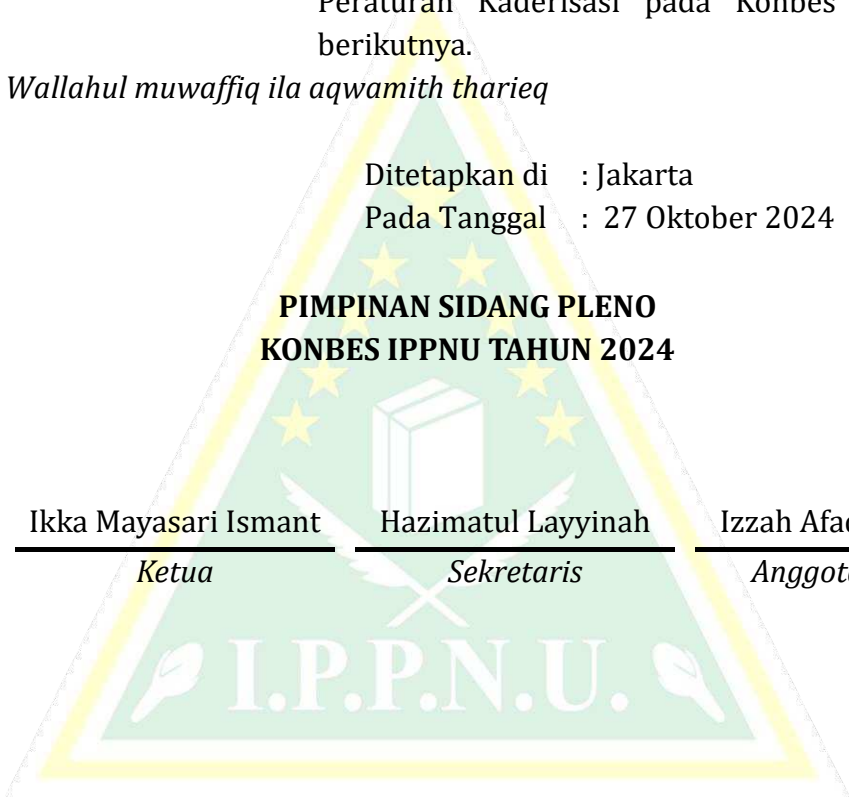 Peraturan Kaderisasi pada Konbes
berikutnya.
Wallahul muwaffiq ila aqwamith tharieq
Ditetapkan di : Jakarta
Pada Tanggal : 27 Oktober 2024
PIMPINAN SIDANG PLENO
KONBES IPPNU TAHUN 2024
Ikka Mayasari Ismant Hazimatul Layyinah Izzah
Ketua Sekretaris
I.P.P.N.U.